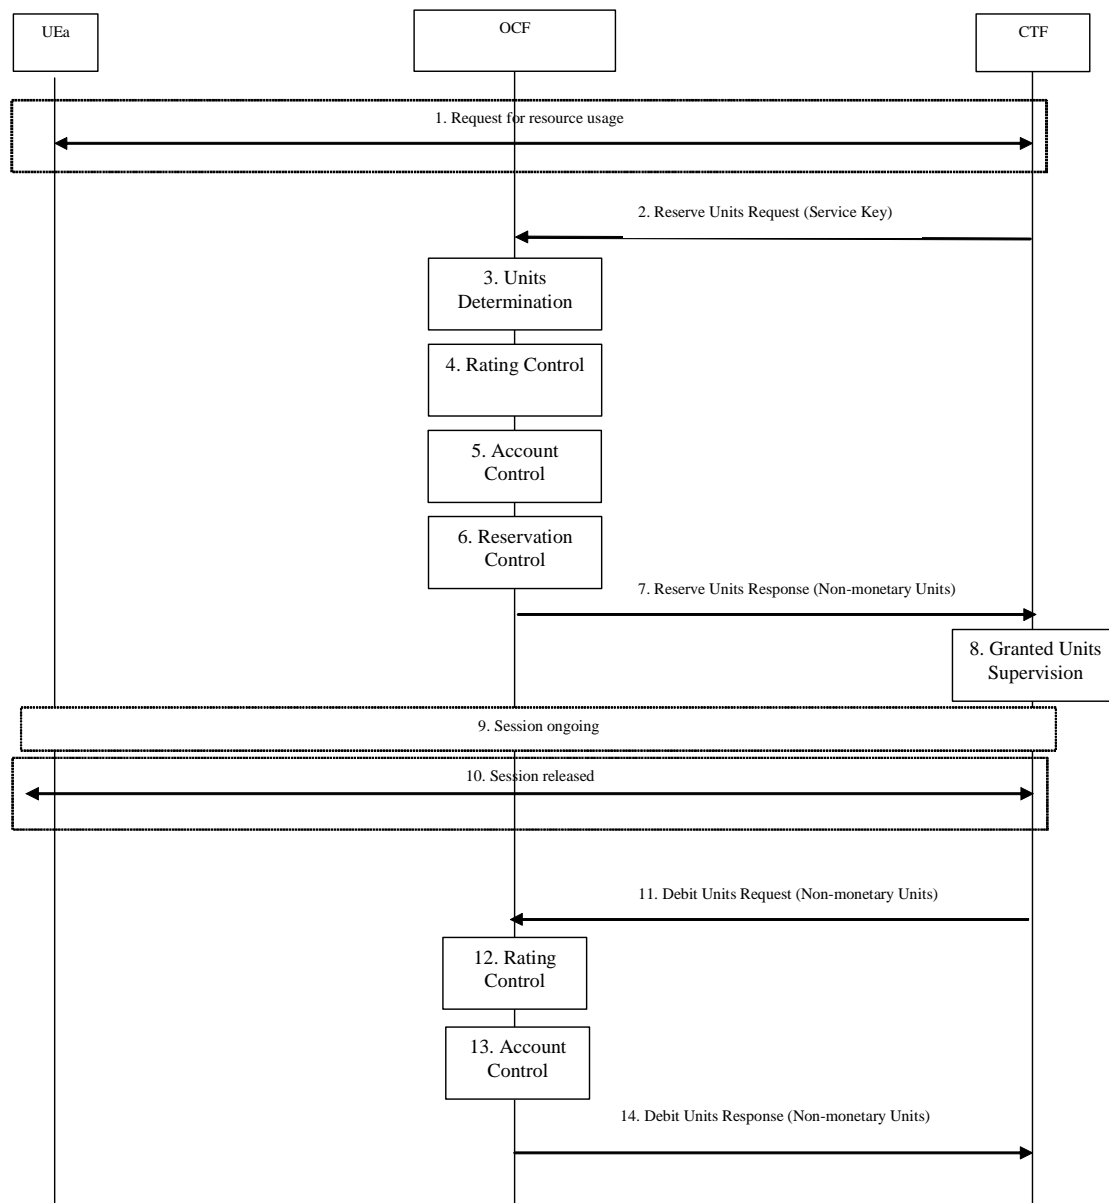 UEa
OCF
CTF
1. Request for resource usage
2. Reserve Units Request (Service Key)
3. Units
Determination
4. Rating Control
5. Account
Control
6. Reservation
Control
7. Reserve Units Response (Non-monetary Units)
8. Granted Units
Supervision
9. Session ongoing
10. Session released
11. Debit Units Request (Non-monetary Units)
12. Rating
Control
13. Account
Control
14. Debit Units Response (Non-monetary Units)